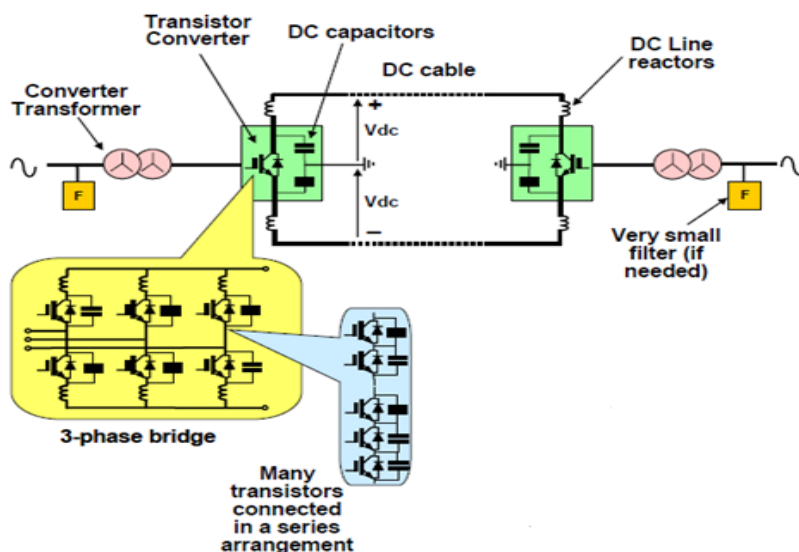 Transistor
Converter
DC capacitors
DC Line
reactors
DC cable
Converter
Transformer
+
Vdc
Vdc
−
F
F
Very small
filter (if
needed)
3-phase bridge
Many
transistors
connected
in a series
arrangement